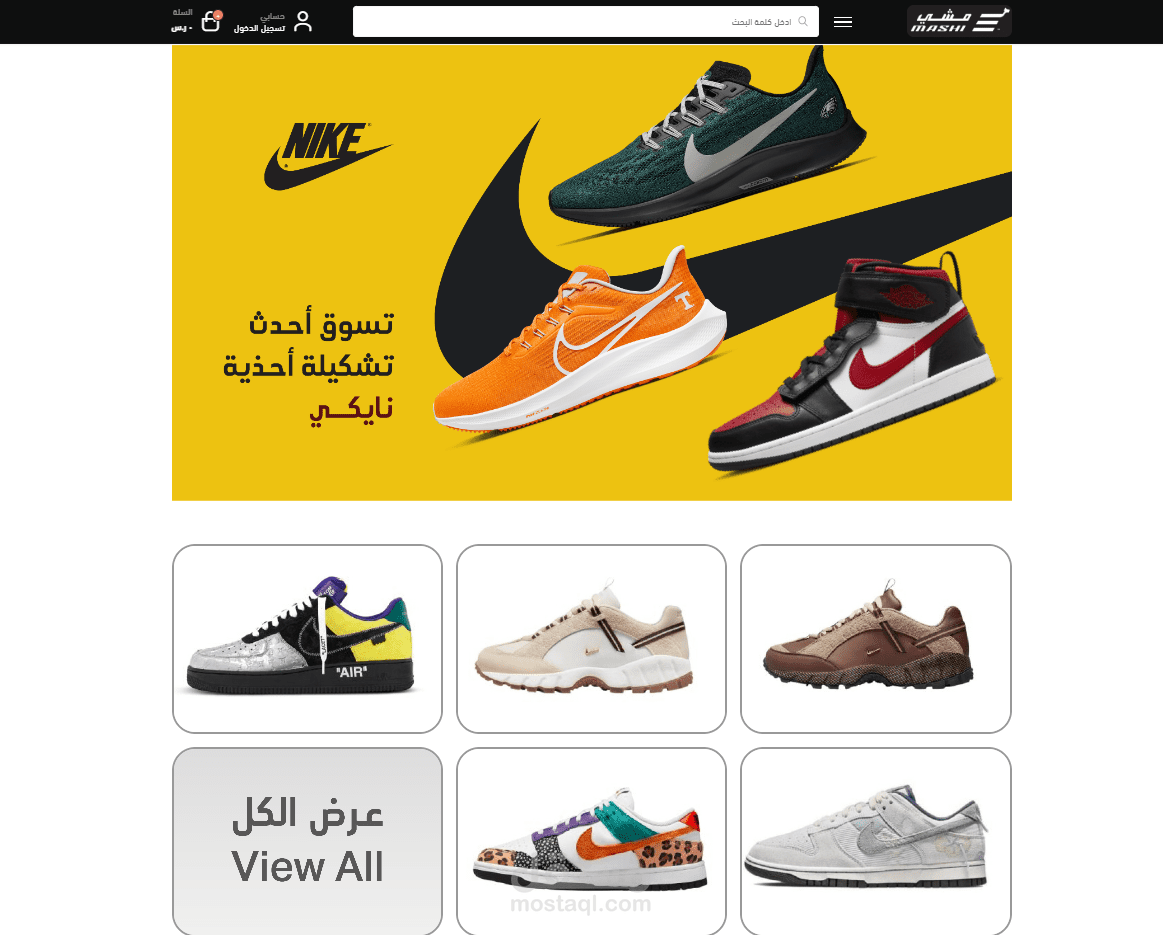 مـشـي
MASHI
ادخل كلمة البحث
حسابي
تسجيل الدخول
السلة
٠ ر.س
NIKE
تسوق أحدث
تشكيلة أحذية
نايكي
"AIR"
T
عرض الكل
View All
mostaql.com